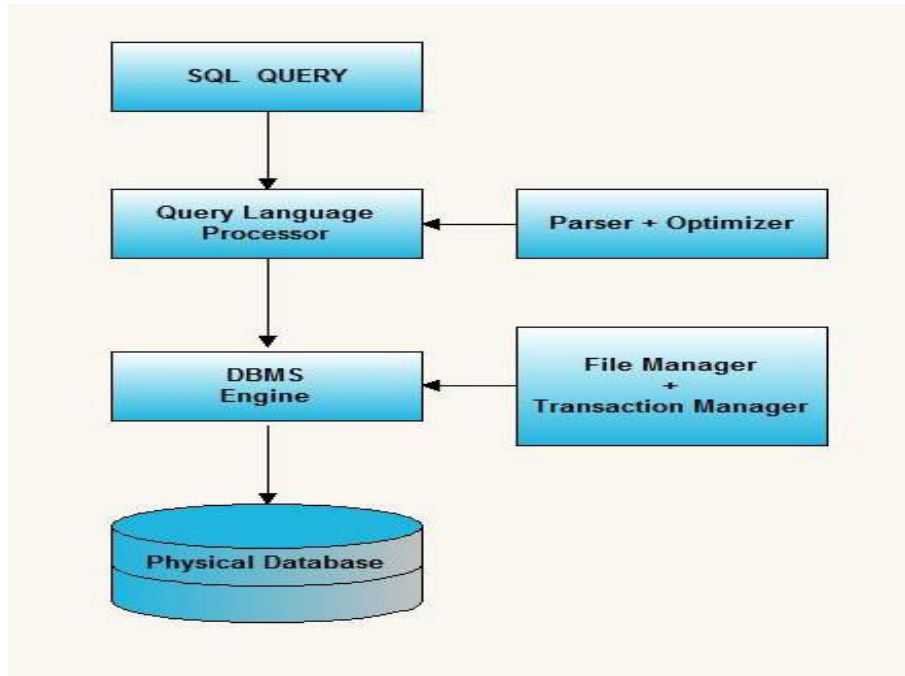 SQL QUERY
Query Language
Processor
Parser + Optimizer
DBMS
Engine
File Manager
+
Transaction Manager
Physical Database